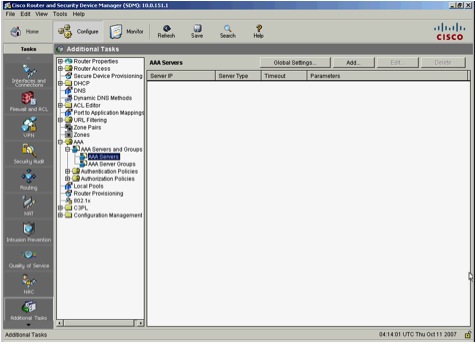 Cisco Router and Security Device Manager (SDM): 10.0.151.1
File Edit View Tools Help
Home
Configure
Monitor
Refresh
Save
Search
Help
CISCO
Tasks
Additional Tasks
Interfaces and Connections
Firewall and ACL
VPN
Security Audit
Routing
NAT
Intrusion Prevention
Quality of Service
NAC
Additional Tasks
Router Properties
Router Access
Secure Device Provisioning
DHCP
DNS
Dynamic DNS Methods
ACL Editor
Port to Application Mappings
URL Filtering
Zone Pairs
Zones
AAA
AAA Servers and Groups
AAA Servers
AAA Server Groups
Authentication Policies
Authorization Policies
Local Pools
Router Provisioning
802.1x
C3PL
Configuration Management
AAA Servers
Global Settings...
Add...
Edit...
Delete
Server IP
Server Type
Timeout
Parameters
Additional Tasks
04:14:01 UTC Thu Oct 11 2007